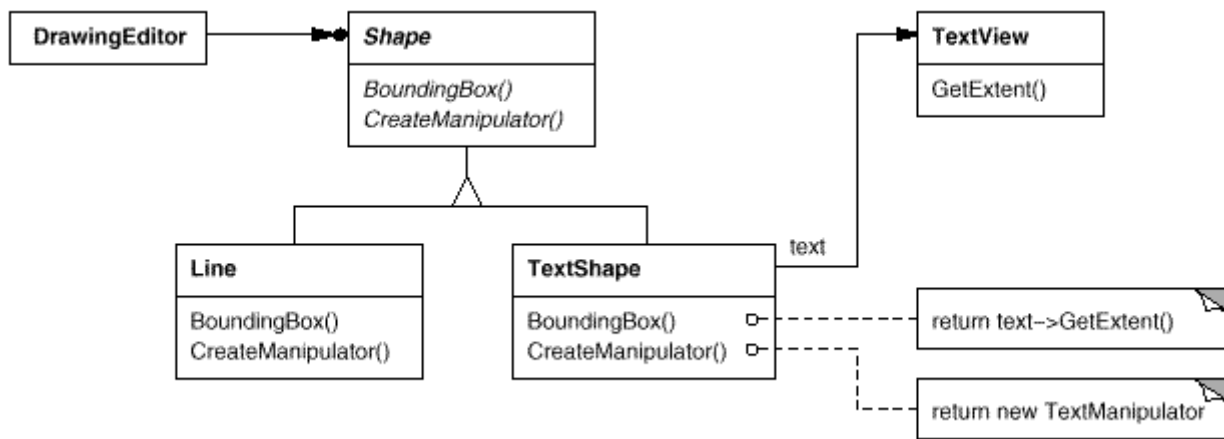 DrawingEditor
Shape
BoundingBox()
CreateManipulator()
TextView
GetExtent()
Line
BoundingBox()
CreateManipulator()
TextShape
BoundingBox()
CreateManipulator()
text
return text–>GetExtent()
return new TextManipulator